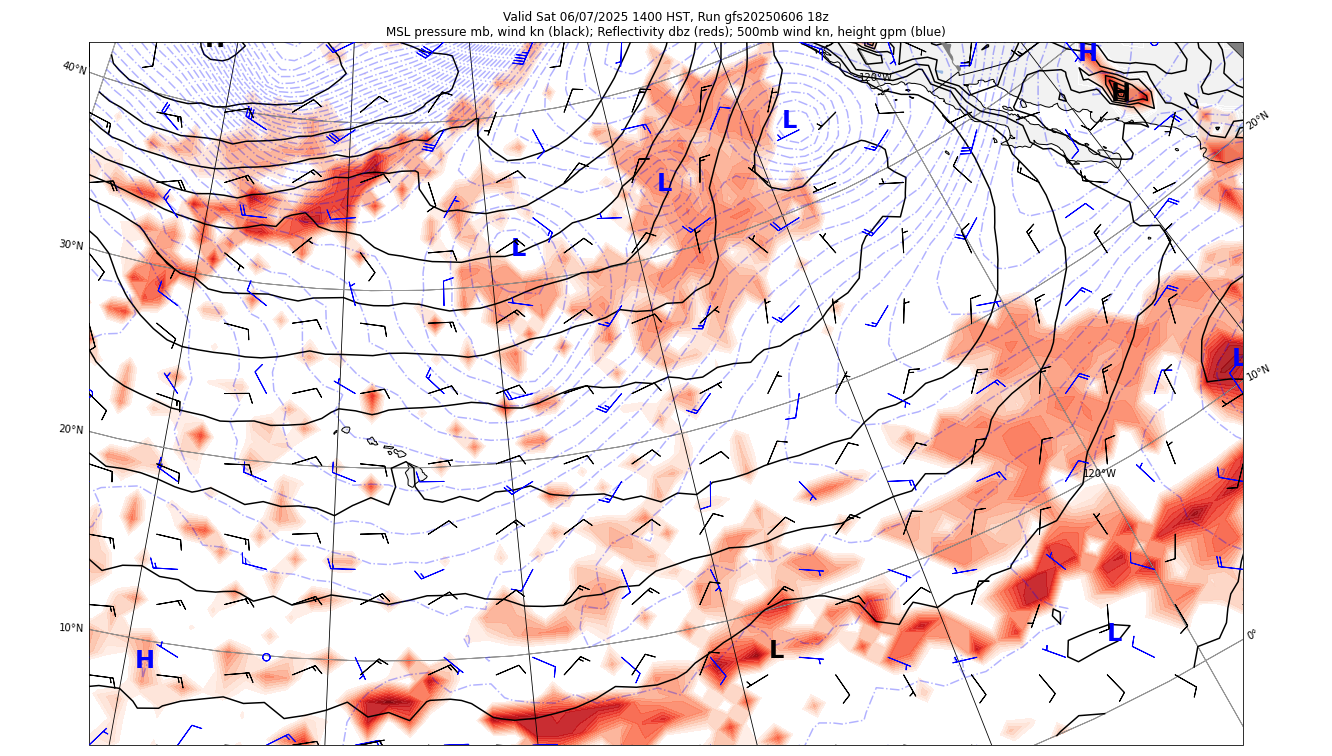 Valid Sat 06/07/2025 1400 HST, Run gfs20250606 18z
MSL pressure mb, wind kn (black); Reflectivity dbz (reds); 500mb wind kn, height gpm (blue)
H
H
40°N
120°W
H
L
20°N
L
30°N
L
L
10°N
20°N
120°W
10°N
L
0°
L
H